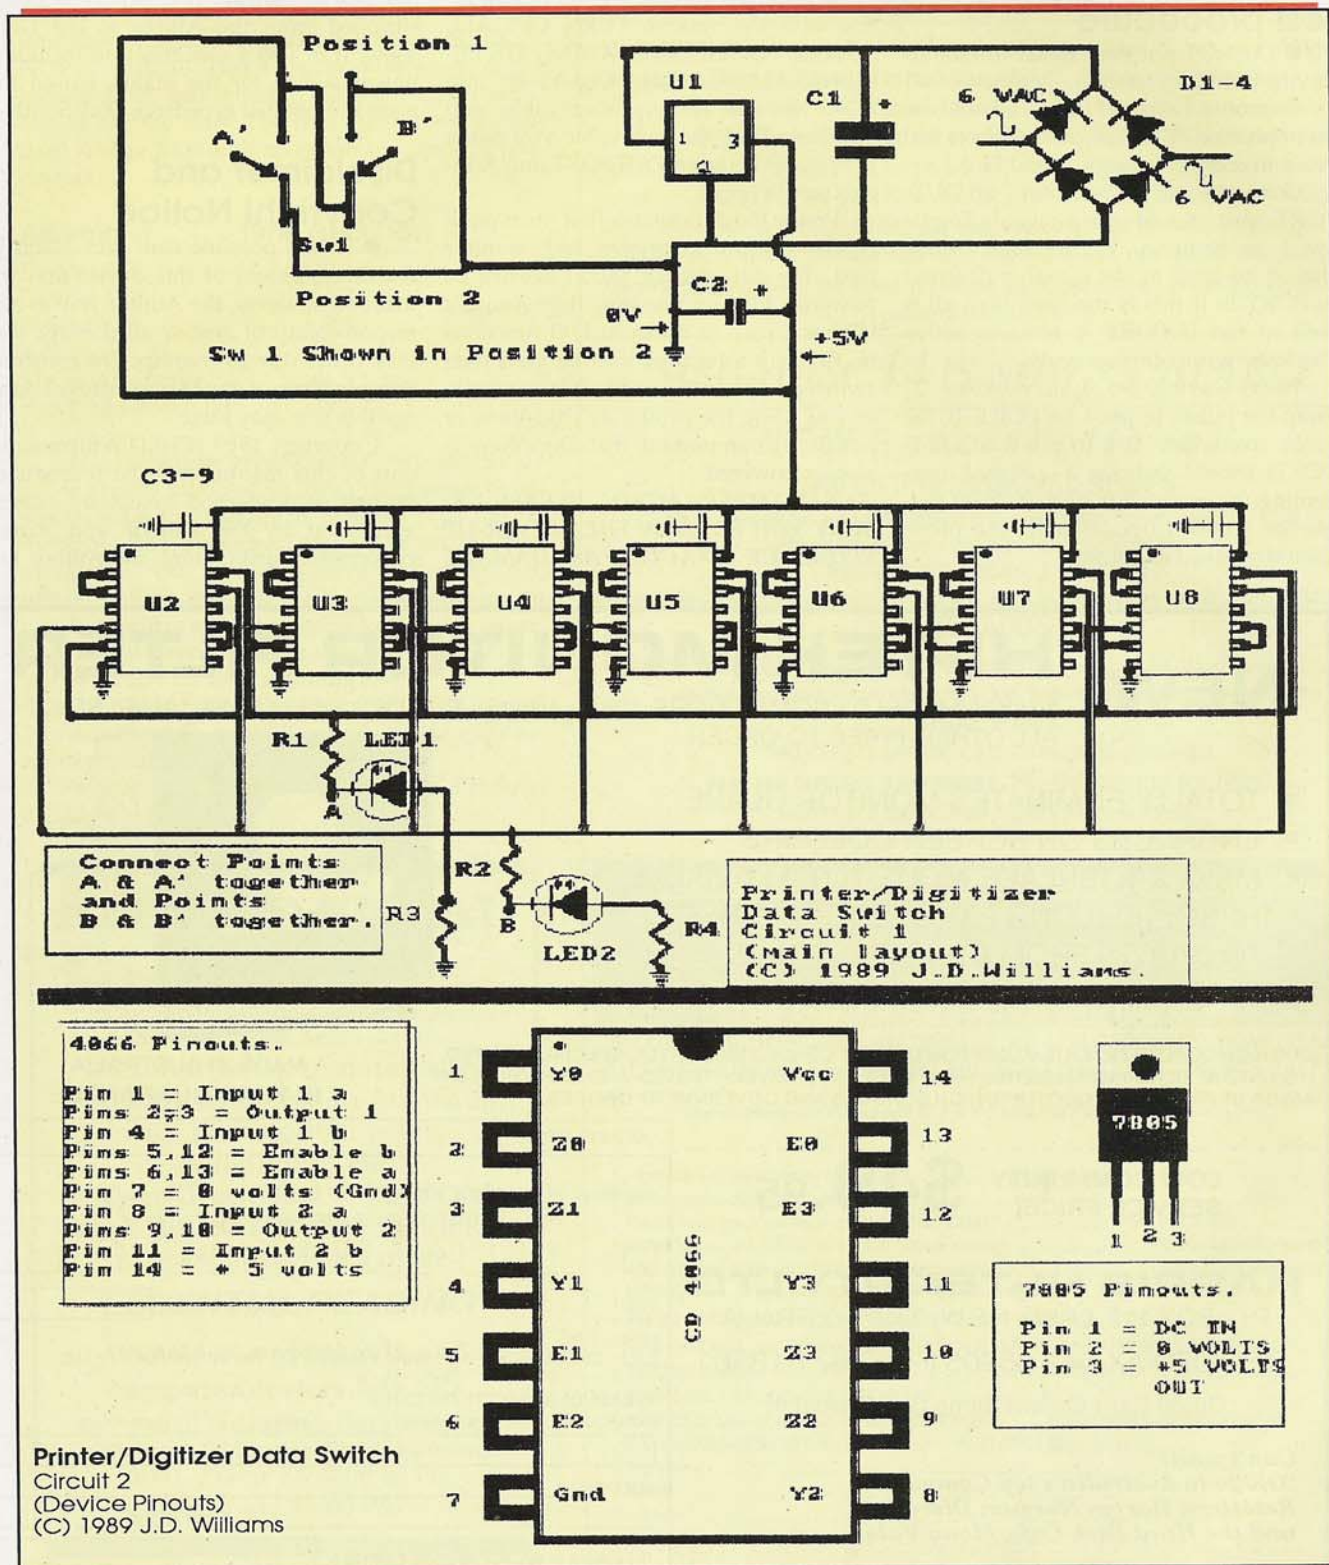 Position 1
A'
B'
Sw1
Position 2
Sw 1 Shown in Position 2
U1
1
3
2
C1
+
6 VAC
D1-4
6 VAC
C2
+
0V
+5V
C3-9
U2
U3
U4
U5
U6
U7
U8
R1
LED1
A
R2
B
R3
LED2
R4
Connect Points
A & A' together
and Points
B & B' together.
Printer/Digitizer
Data Switch
Circuit 1
(Main layout)
(C) 1989 J.D.Williams.
4066 Pinouts.
Pin 1 = Input 1 a
Pins 2,3 = Output 1
Pin 4 = Input 1 b
Pins 5,12 = Enable b
Pins 6,13 = Enable a
Pin 7 = 0 volts (Gnd)
Pin 8 = Input 2 a
Pins 9,10 = Output 2
Pin 11 = Input 2 b
Pin 14 = + 5 volts
1 Y0 Vcc 14
2 Z0 E0 13
3 Z1 E3 12
4 Y1 Y3 11
5 E1 Z3 10
6 E2 Z2 9
7 Gnd Y2 8
CD 4066
7805
1 2 3
7805 Pinouts.
Pin 1 = DC IN
Pin 2 = 0 VOLTS
Pin 3 = +5 VOLTS
OUT
Printer/Digitizer Data Switch
Circuit 2
(Device Pinouts)
(C) 1989 J.D. Williams